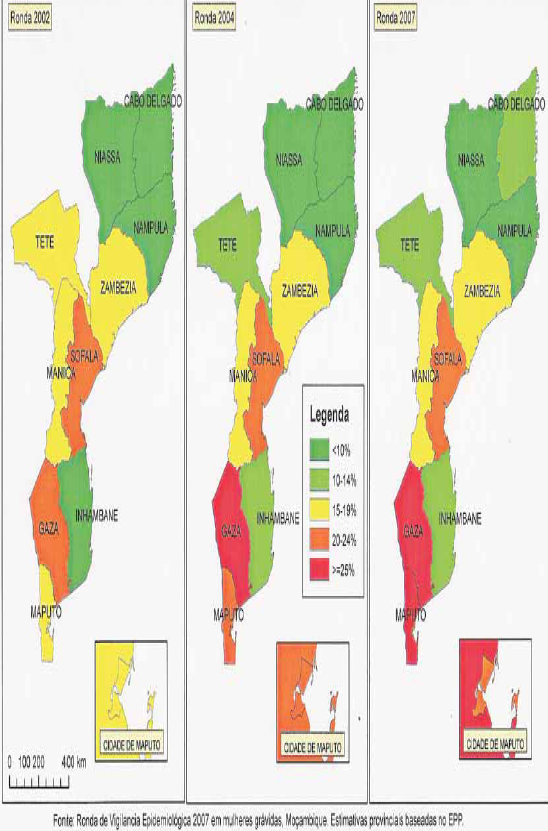 Ronda 2002
CABO DELGADO
NIASSA
NAMPULA
TETE
ZAMBEZIA
SOFALA
MANICA
INHAMBANE
GAZA
MAPUTO
CIDADE DE MAPUTO
0 100 200 400 km
Ronda 2004
CABO DELGADO
NIASSA
NAMPULA
TETE
ZAMBEZIA
SOFALA
MANICA
INHAMBANE
GAZA
MAPUTO
CIDADE DE MAPUTO
Legenda
<10%
10-14%
15-19%
20-24%
>=25%
Ronda 2007
CABO DELGADO
NIASSA
NAMPULA
TETE
ZAMBEZIA
SOFALA
MANICA
INHAMBANE
GAZA
MAPUTO
CIDADE DE MAPUTO
Fonte: Ronda de Vigilancia Epidemiológica 2007 em mulheres grávidas, Moçambique. Estimativas provinciais baseadas no EPP.